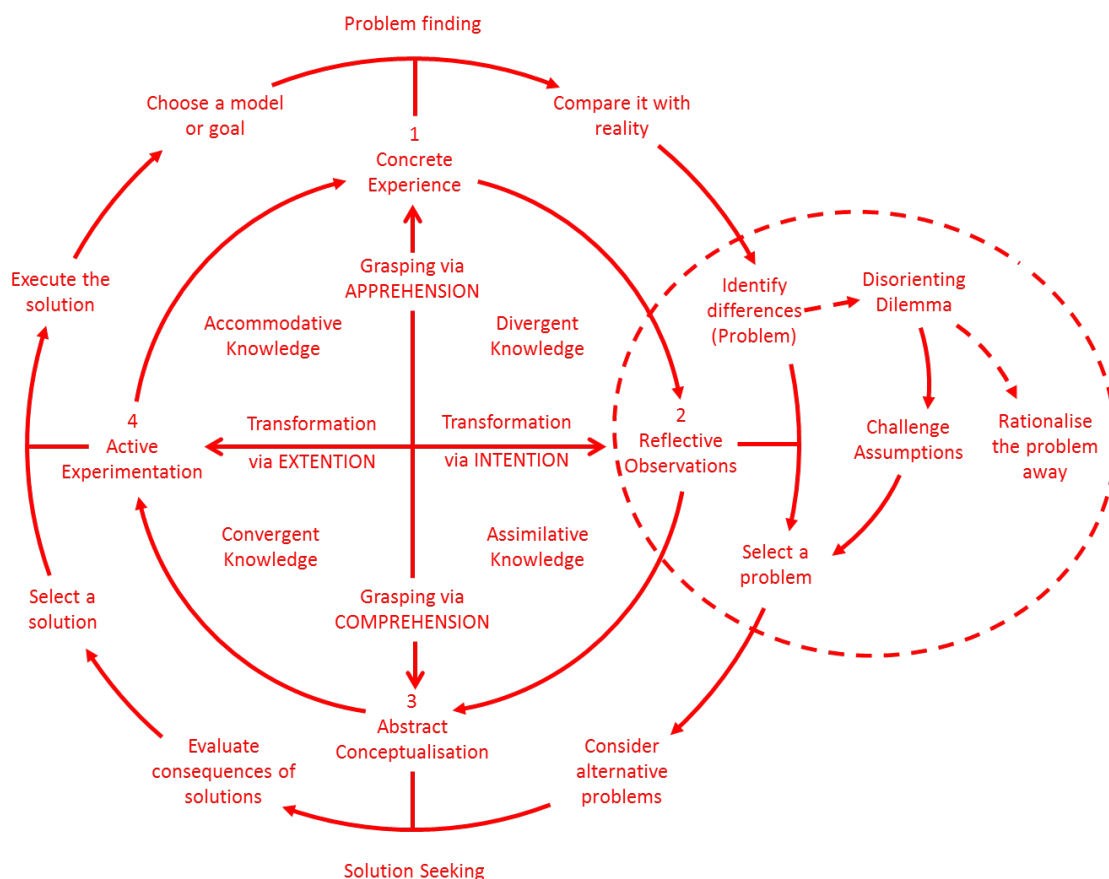 Problem finding
Choose a model
or goal
Compare it with
reality
1
Concrete
Experience
Execute the
solution
Grasping via
APPREHENSION
Identify
differences
(Problem)
Disorienting
Dilemma
Accommodative
Knowledge
Divergent
Knowledge
4
Active
Experimentation
Transformation
via EXTENTION
Transformation
via INTENTION
2
Reflective
Observations
Challenge
Assumptions
Rationalise
the problem
away
Convergent
Knowledge
Assimilative
Knowledge
Select a
problem
Select a
solution
Grasping via
COMPREHENSION
3
Abstract
Conceptualisation
Evaluate
consequences of
solutions
Consider
alternative
problems
Solution Seeking